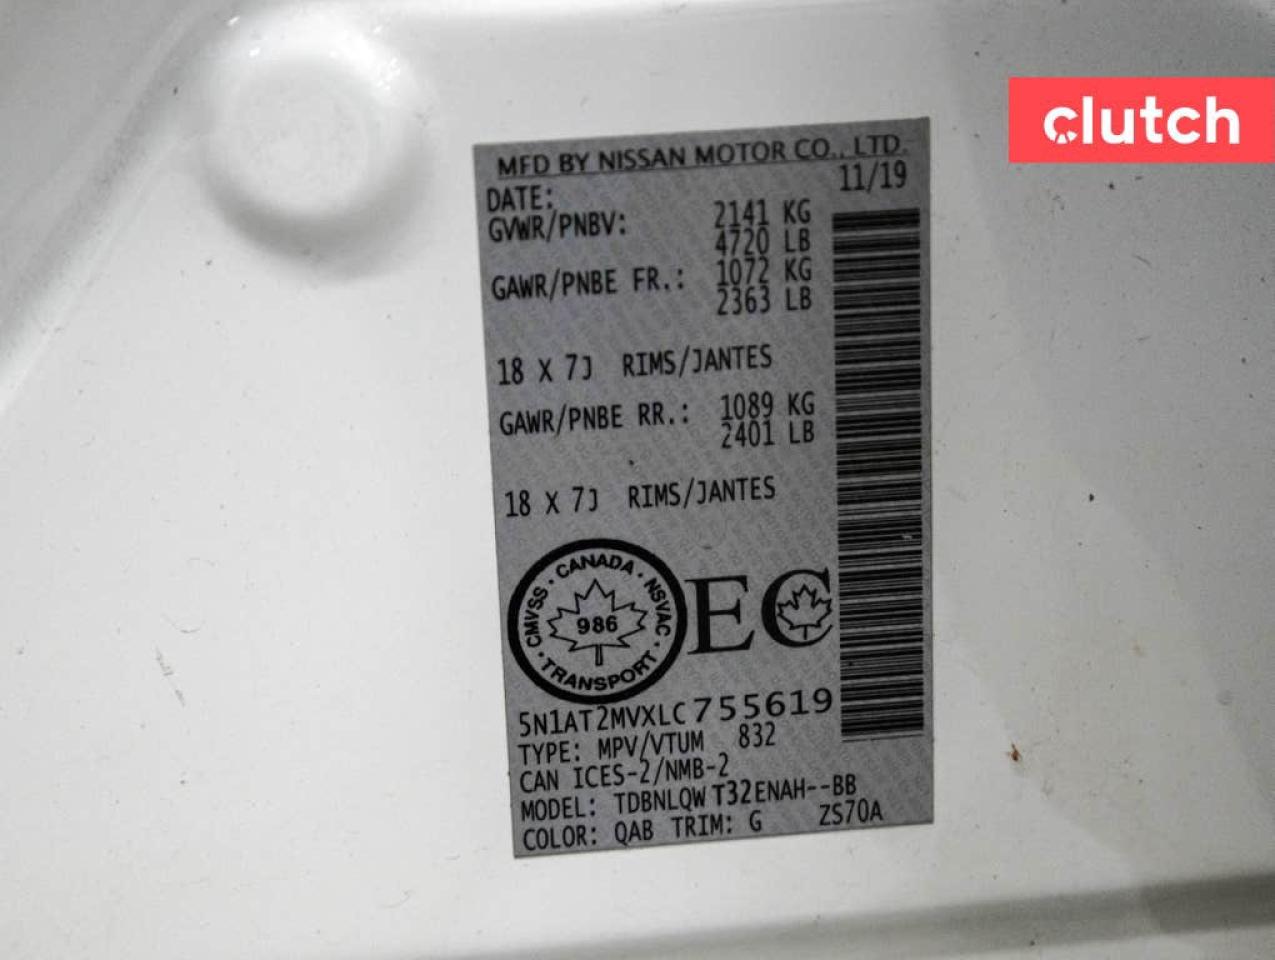 clutch
MFD BY NISSAN MOTOR CO., LTD.
DATE: 11/19
GVWR/PNBV: 2141 KG
4720 LB
GAWR/PNBE FR.: 1072 KG
2363 LB
18 X 7J RIMS/JANTES
GAWR/PNBE RR.: 1089 KG
2401 LB
18 X 7J RIMS/JANTES
CMVSS · CANADA · NSVAC · TRANSPORT ·
986
EC
5N1AT2MVXLC755619
TYPE: MPV/VTUM 832
CAN ICES-2/NMB-2
MODEL: TDBNLQW T32ENAH--BB
COLOR: QAB TRIM: G ZS70A